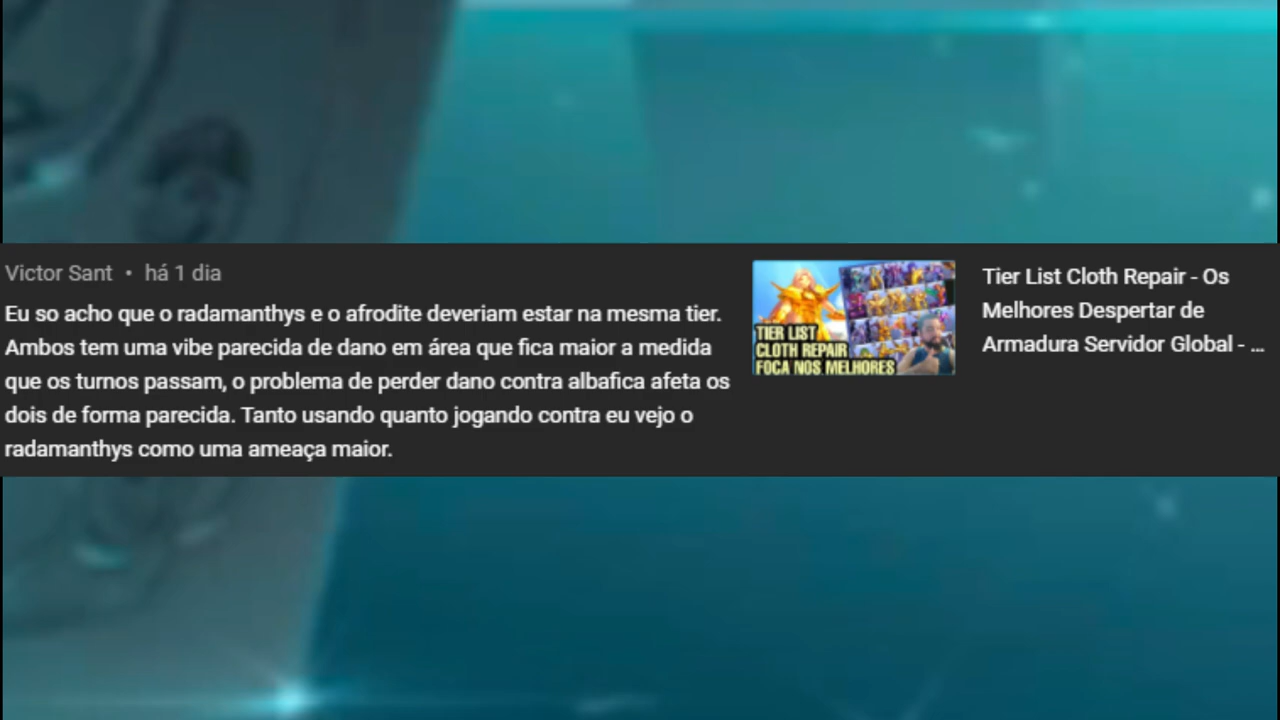 Victor Sant • há 1 dia
Eu so acho que o radamanthys e o afrodite deveriam estar na mesma tier.
Ambos tem uma vibe parecida de dano em área que fica maior a medida
que os turnos passam, o problema de perder dano contra albafica afeta os
dois de forma parecida. Tanto usando quanto jogando contra eu vejo o
radamanthys como uma ameaça maior.
TIER LIST
CLOTH REPAIR
FOCA NOS MELHORES
Tier List Cloth Repair - Os
Melhores Despertar de
Armadura Servidor Global - ...